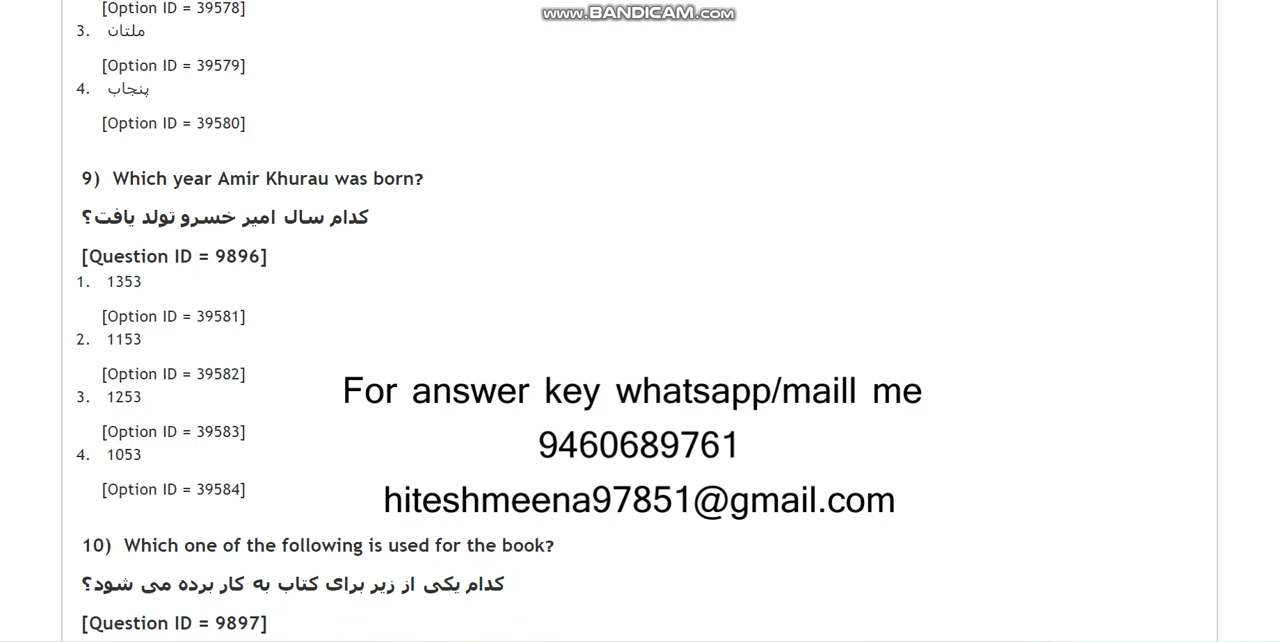 [Option ID = 39578]
www.BANDICAM.com
3. ملتان
[Option ID = 39579]
4. پنجاب
[Option ID = 39580]
9) Which year Amir Khurau was born?
کدام سال امیر خسرو تولد یافت؟
[Question ID = 9896]
1. 1353
[Option ID = 39581]
2. 1153
[Option ID = 39582]
3. 1253
[Option ID = 39583]
4. 1053
[Option ID = 39584]
For answer key whatsapp/maill me
9460689761
hiteshmeena97851@gmail.com
10) Which one of the following is used for the book?
کدام یکی از زیر برای کتاب به کار برده می شود؟
[Question ID = 9897]